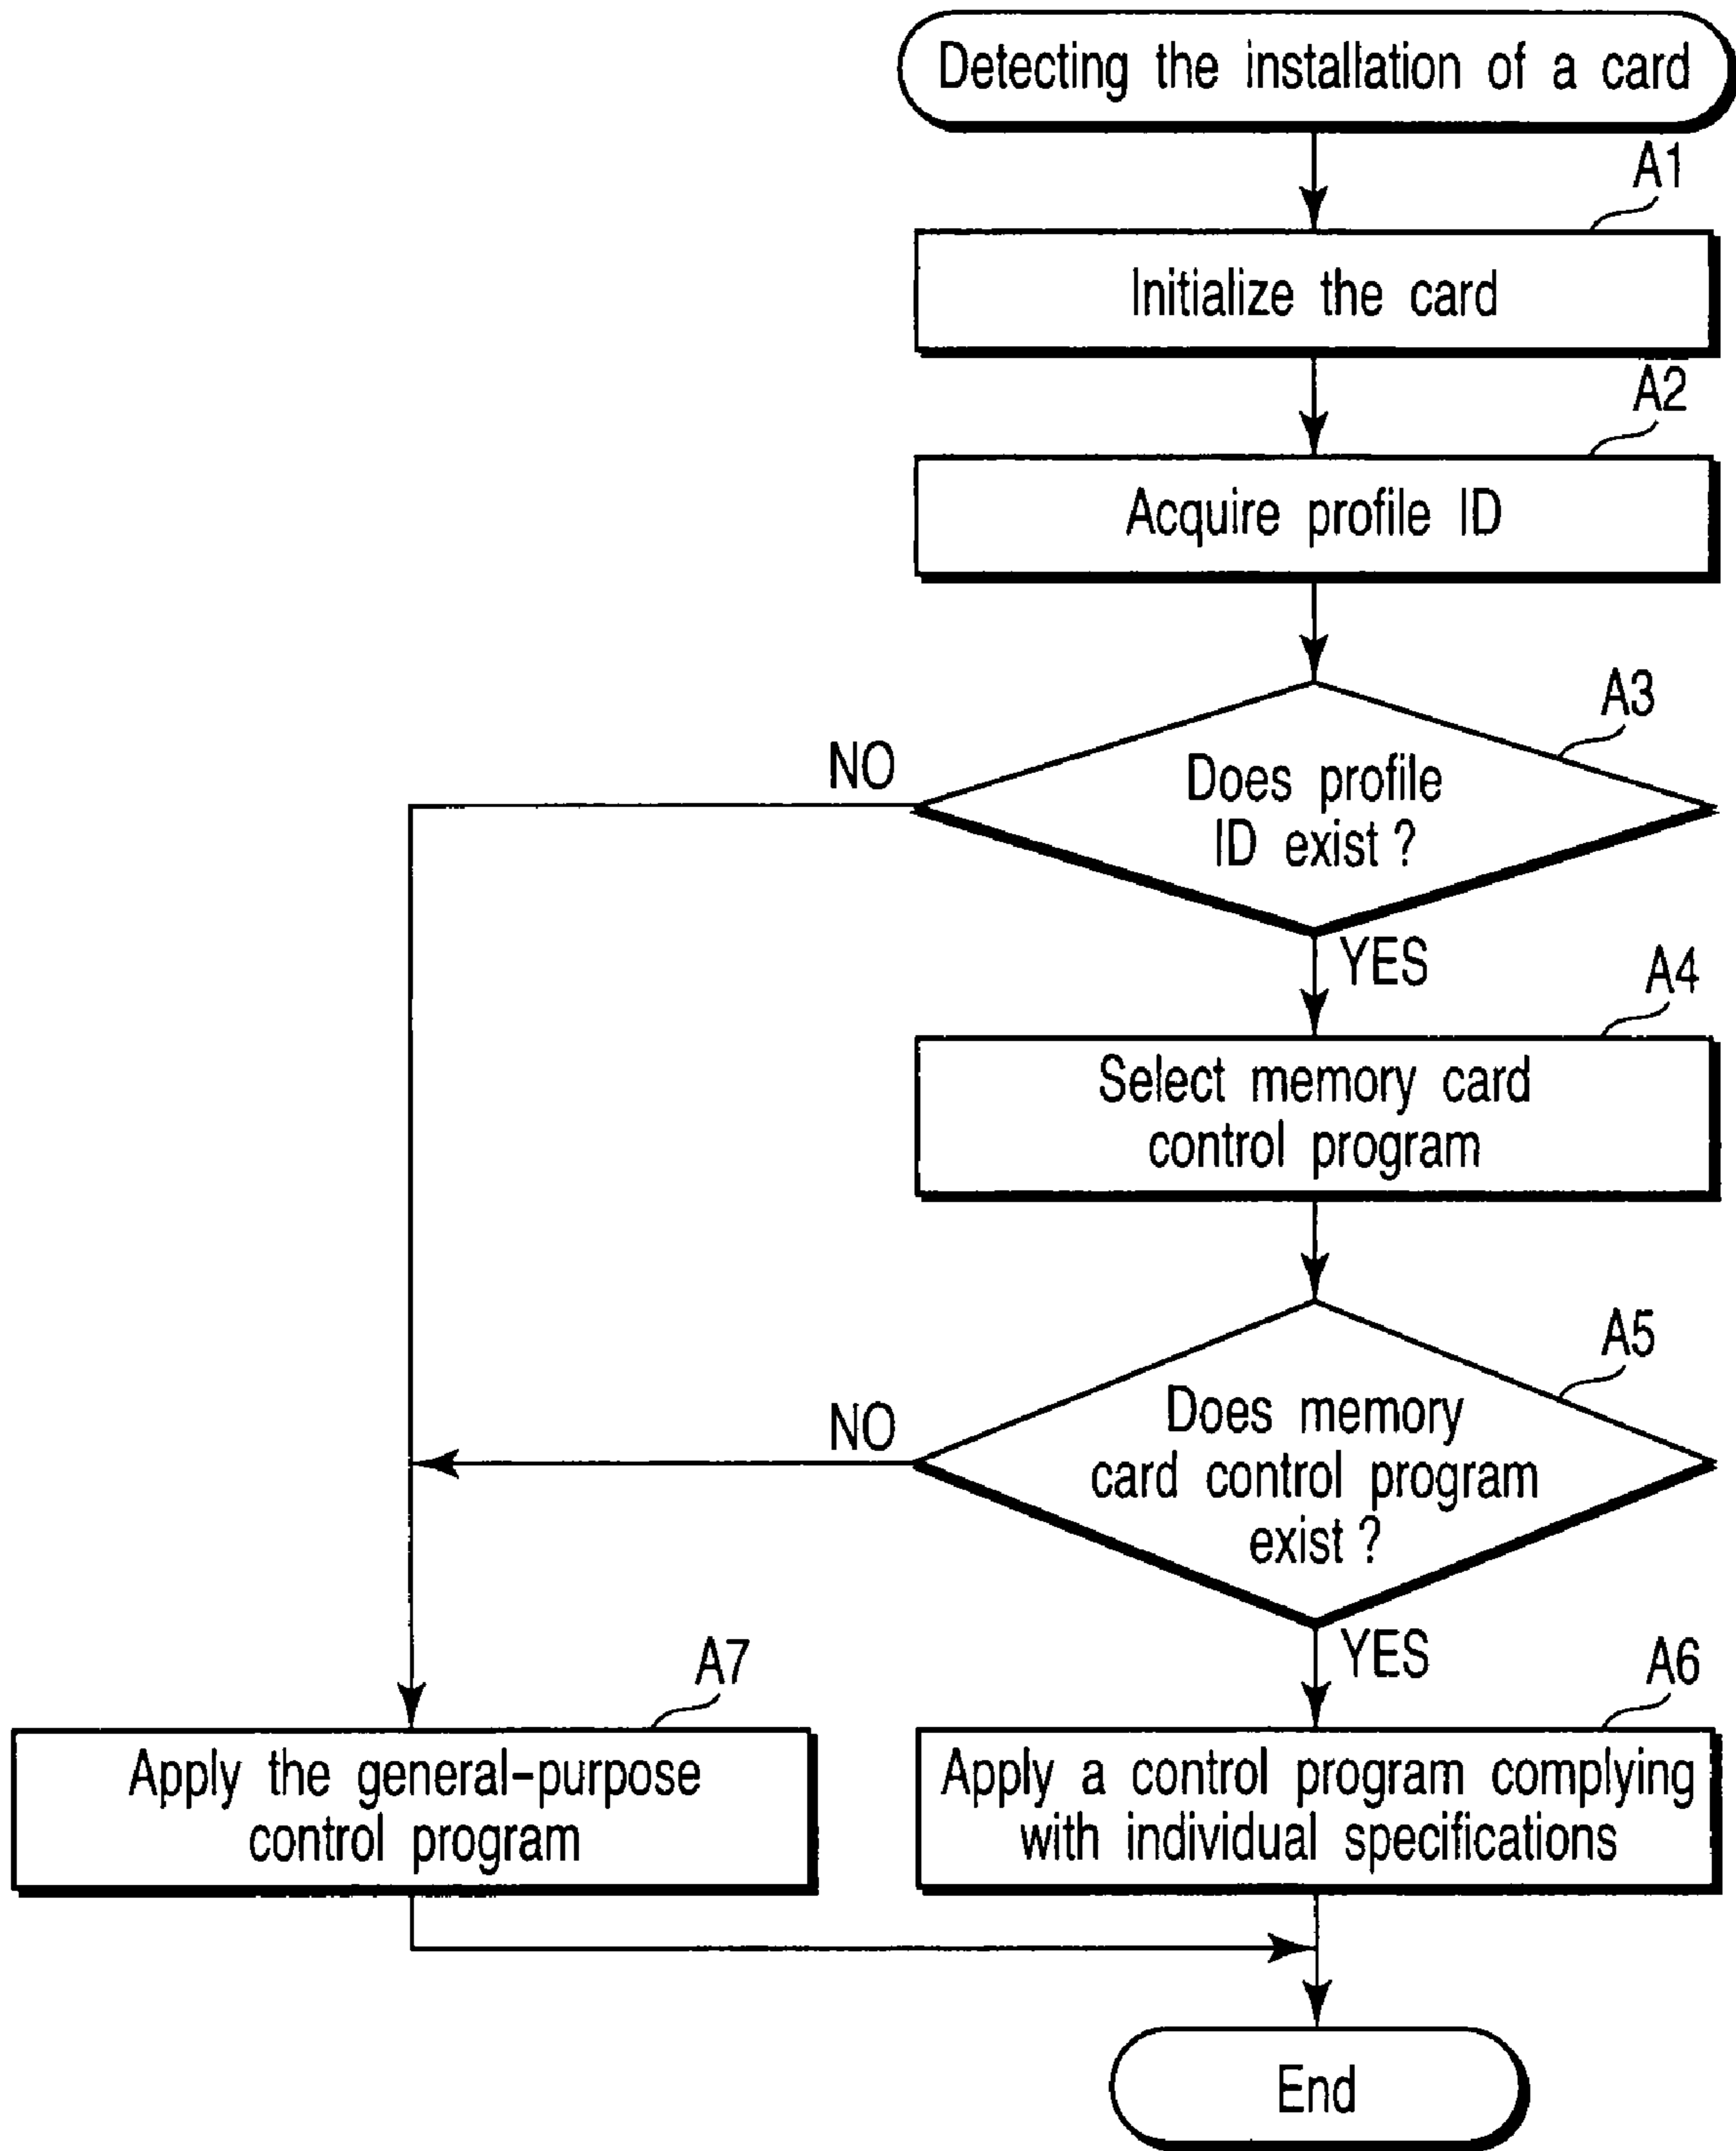 Detecting the installation of a card
A1
Initialize the card
A2
Acquire profile ID
A3
NO
Does profile
ID exist ?
YES
A4
Select memory card
control program
A5
NO
Does memory
card control program
exist ?
YES
A7
A6
Apply the general-purpose
control program
Apply a control program complying
with individual specifications
End